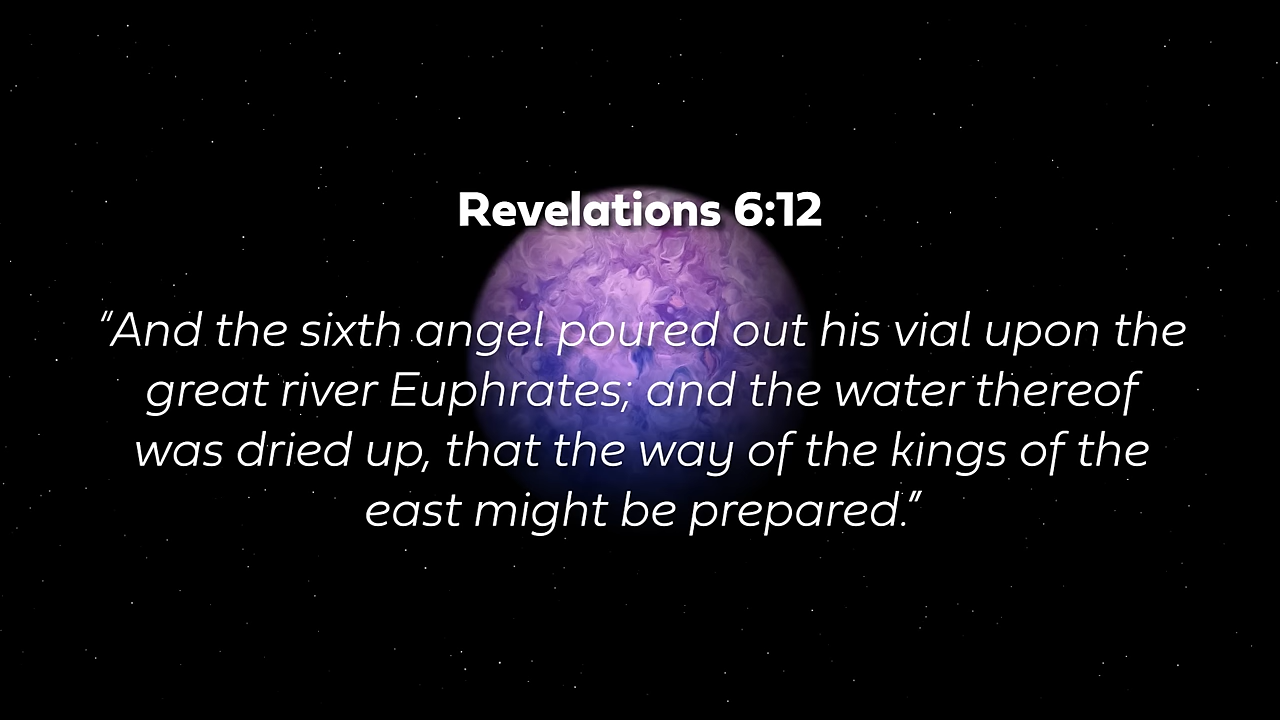 Revelations 6:12
“And the sixth angel poured out his vial upon the
great river Euphrates; and the water thereof
was dried up, that the way of the kings of the
east might be prepared.”